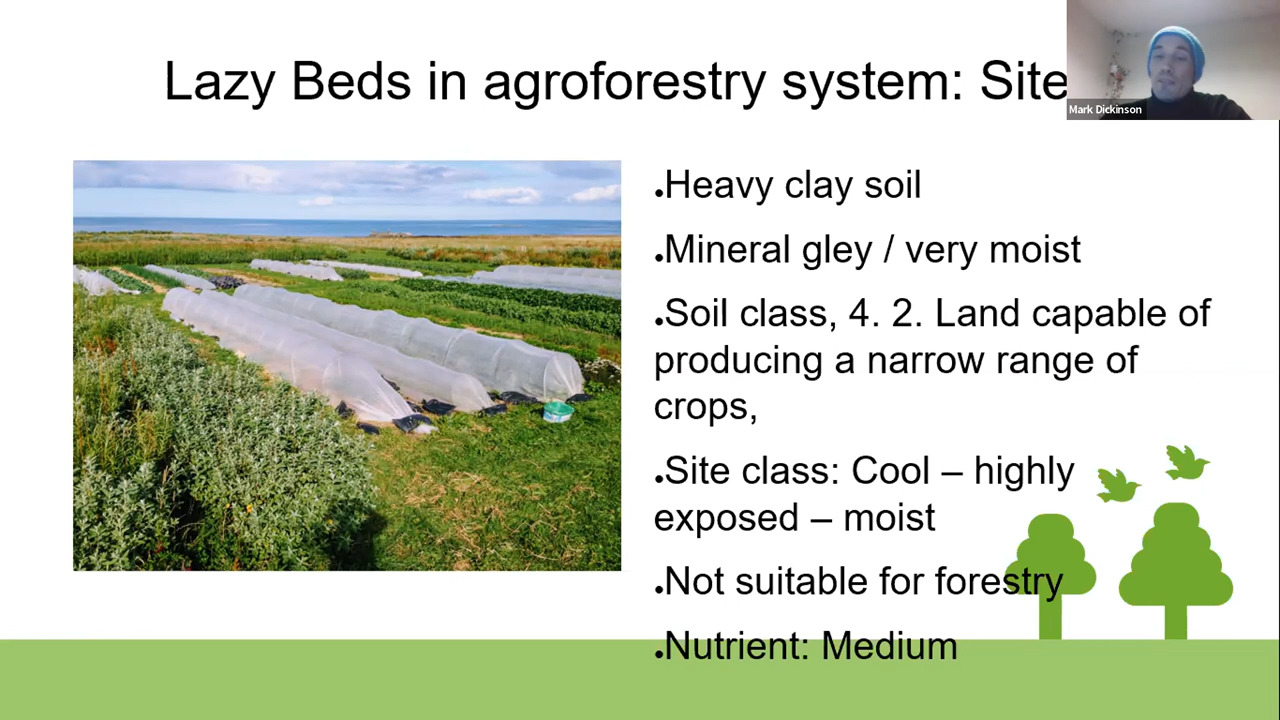 Lazy Beds in agroforestry system: Site
Mark Dickinson
•Heavy clay soil
•Mineral gley / very moist
•Soil class, 4. 2. Land capable of
producing a narrow range of
crops,
•Site class: Cool – highly
exposed – moist
•Not suitable for forestry
•Nutrient: Medium